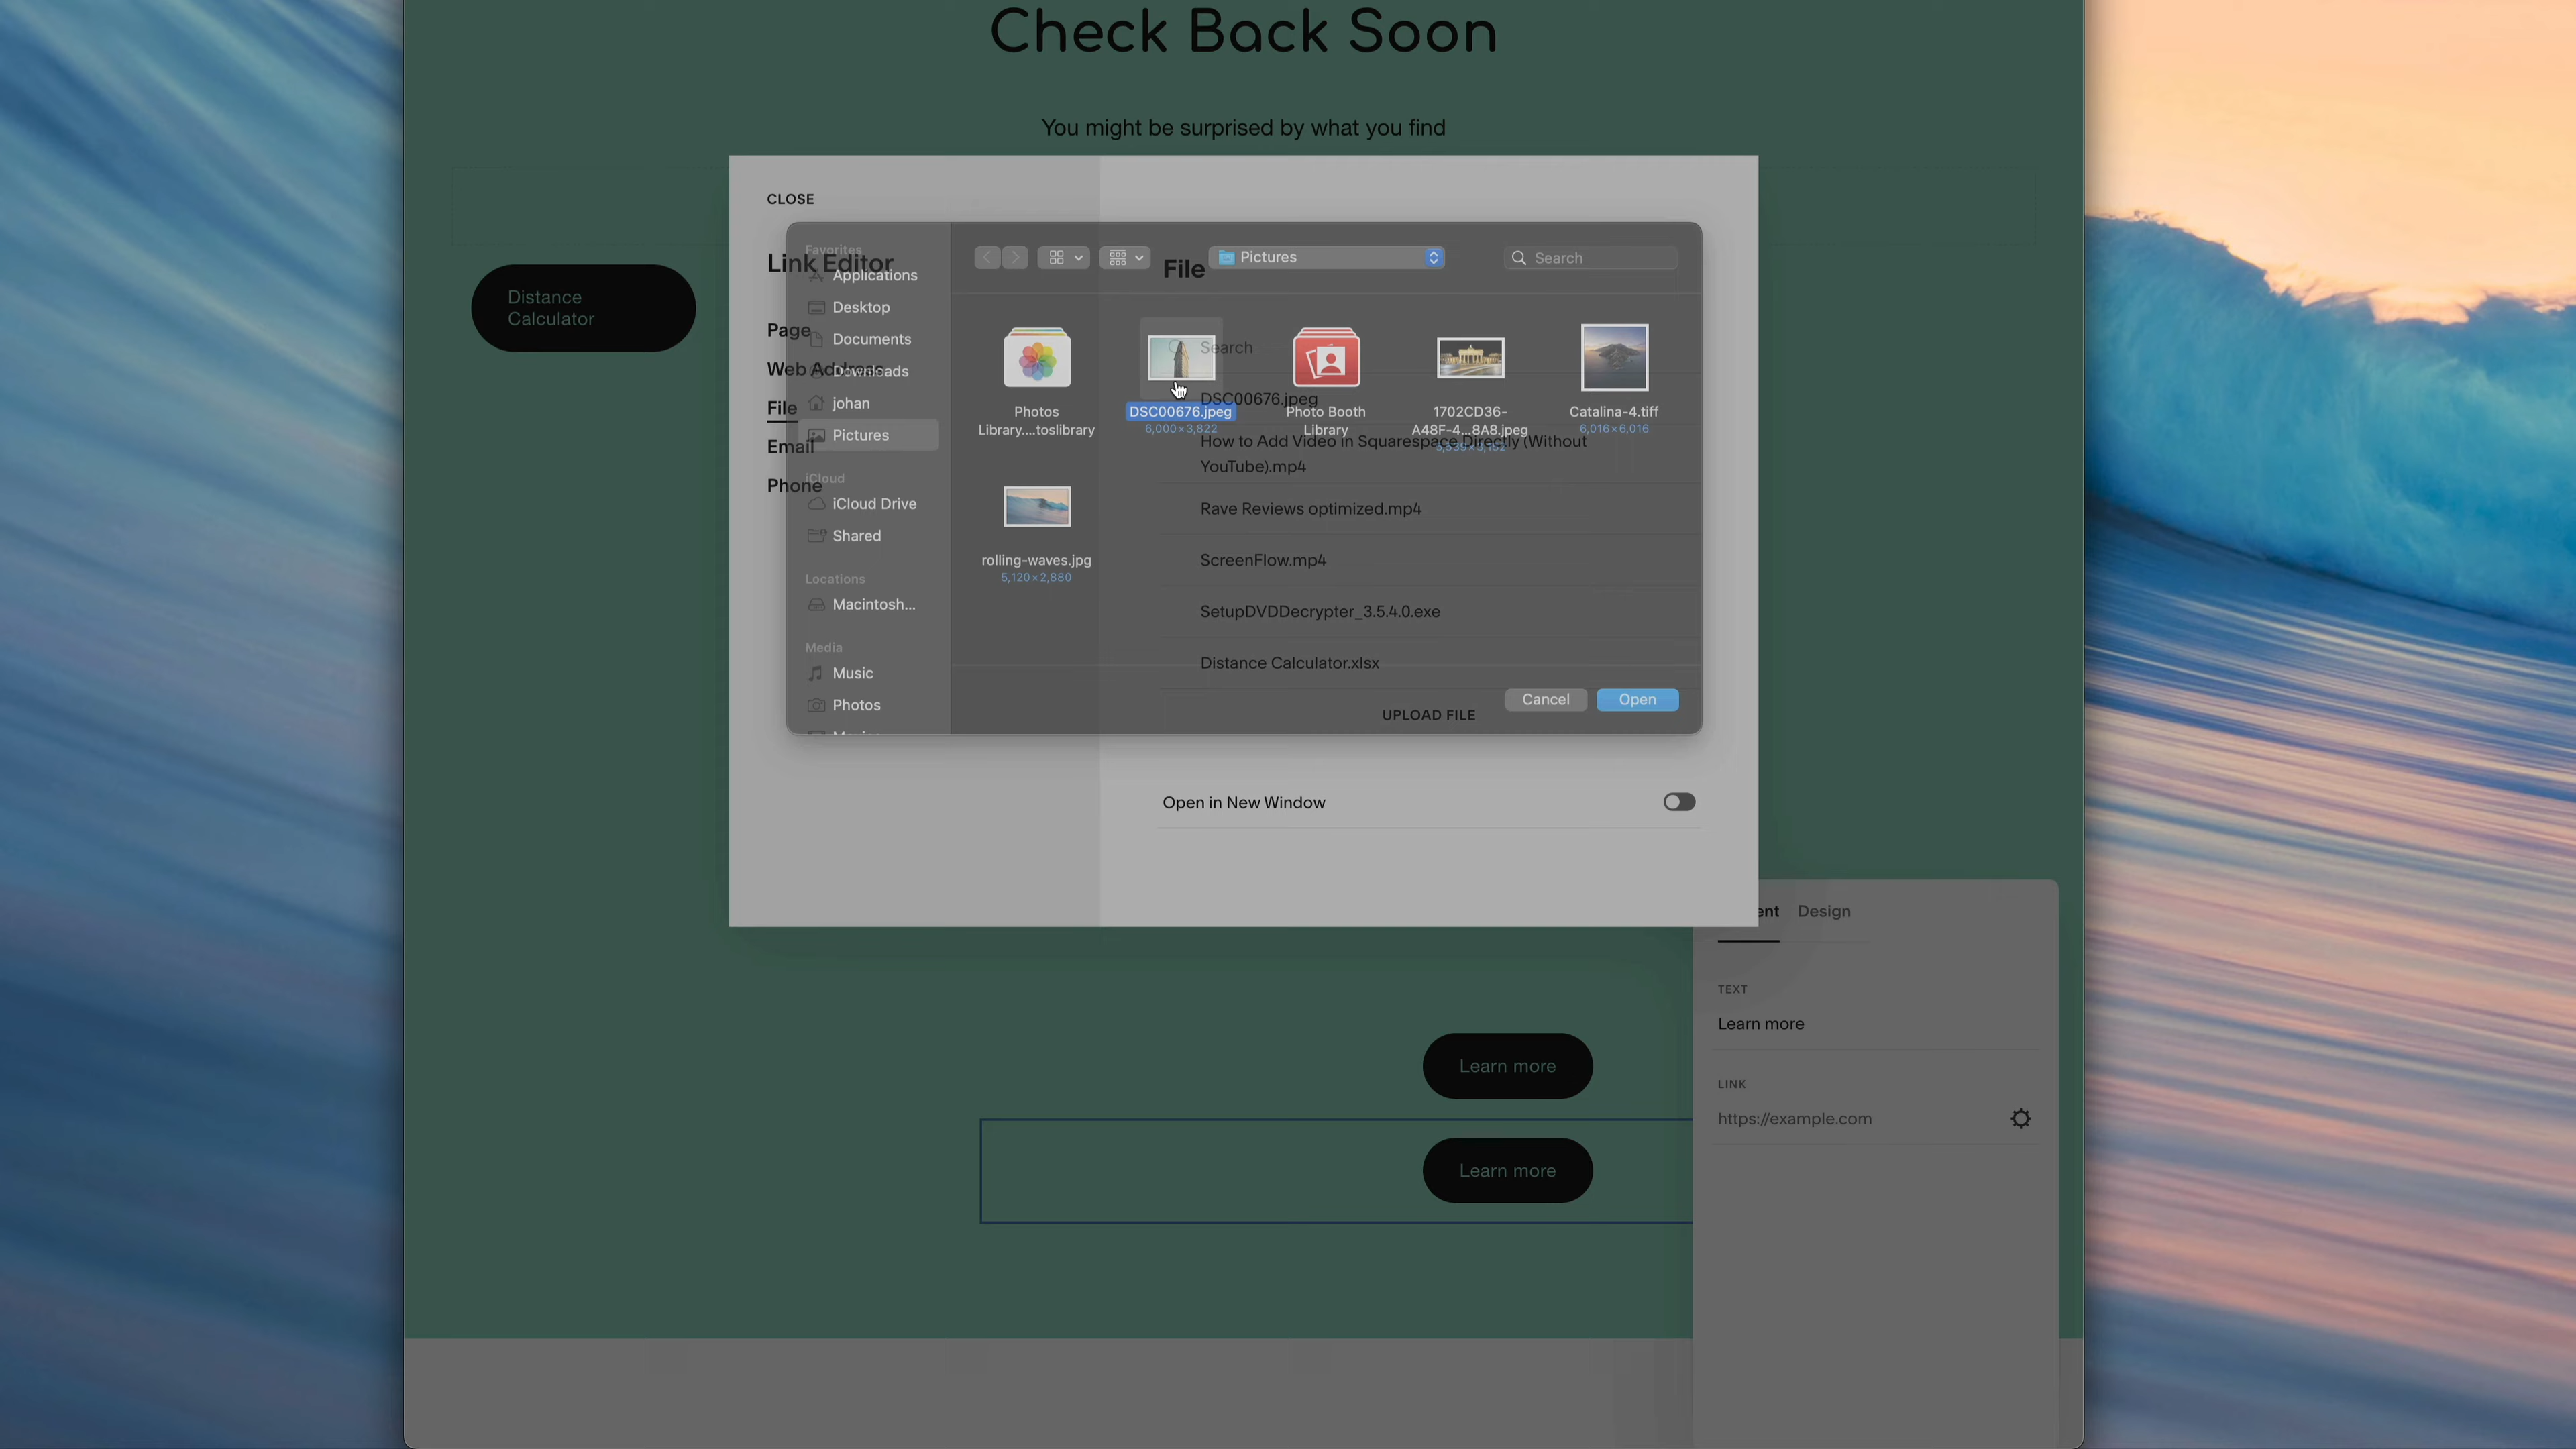 Check Back Soon
You might be surprised by what you find
Distance
Calculator
CLOSE
Link Editor
Page
Web Address
File
Email
Phone
Favorites
Applications
Desktop
Documents
Downloads
johan
Pictures
iCloud
iCloud Drive
Shared
Locations
Macintosh...
Media
Music
Photos
Pictures
Search
File
Photos
Library....toslibrary
DSC00676.jpeg
6,000×3,822
Photo Booth
Library
1702CD36-
A48F-4...8A8.jpeg
Catalina-4.tiff
6,016×6,016
rolling-waves.jpg
5,120×2,880
Search
DSC00676.jpeg
How to Add Video in Squarespace Directly (Without
YouTube).mp4
Rave Reviews optimized.mp4
ScreenFlow.mp4
SetupDVDDecrypter_3.5.4.0.exe
Distance Calculator.xlsx
Cancel
Open
UPLOAD FILE
Open in New Window
Design
TEXT
Learn more
LINK
https://example.com
Learn more
Learn more